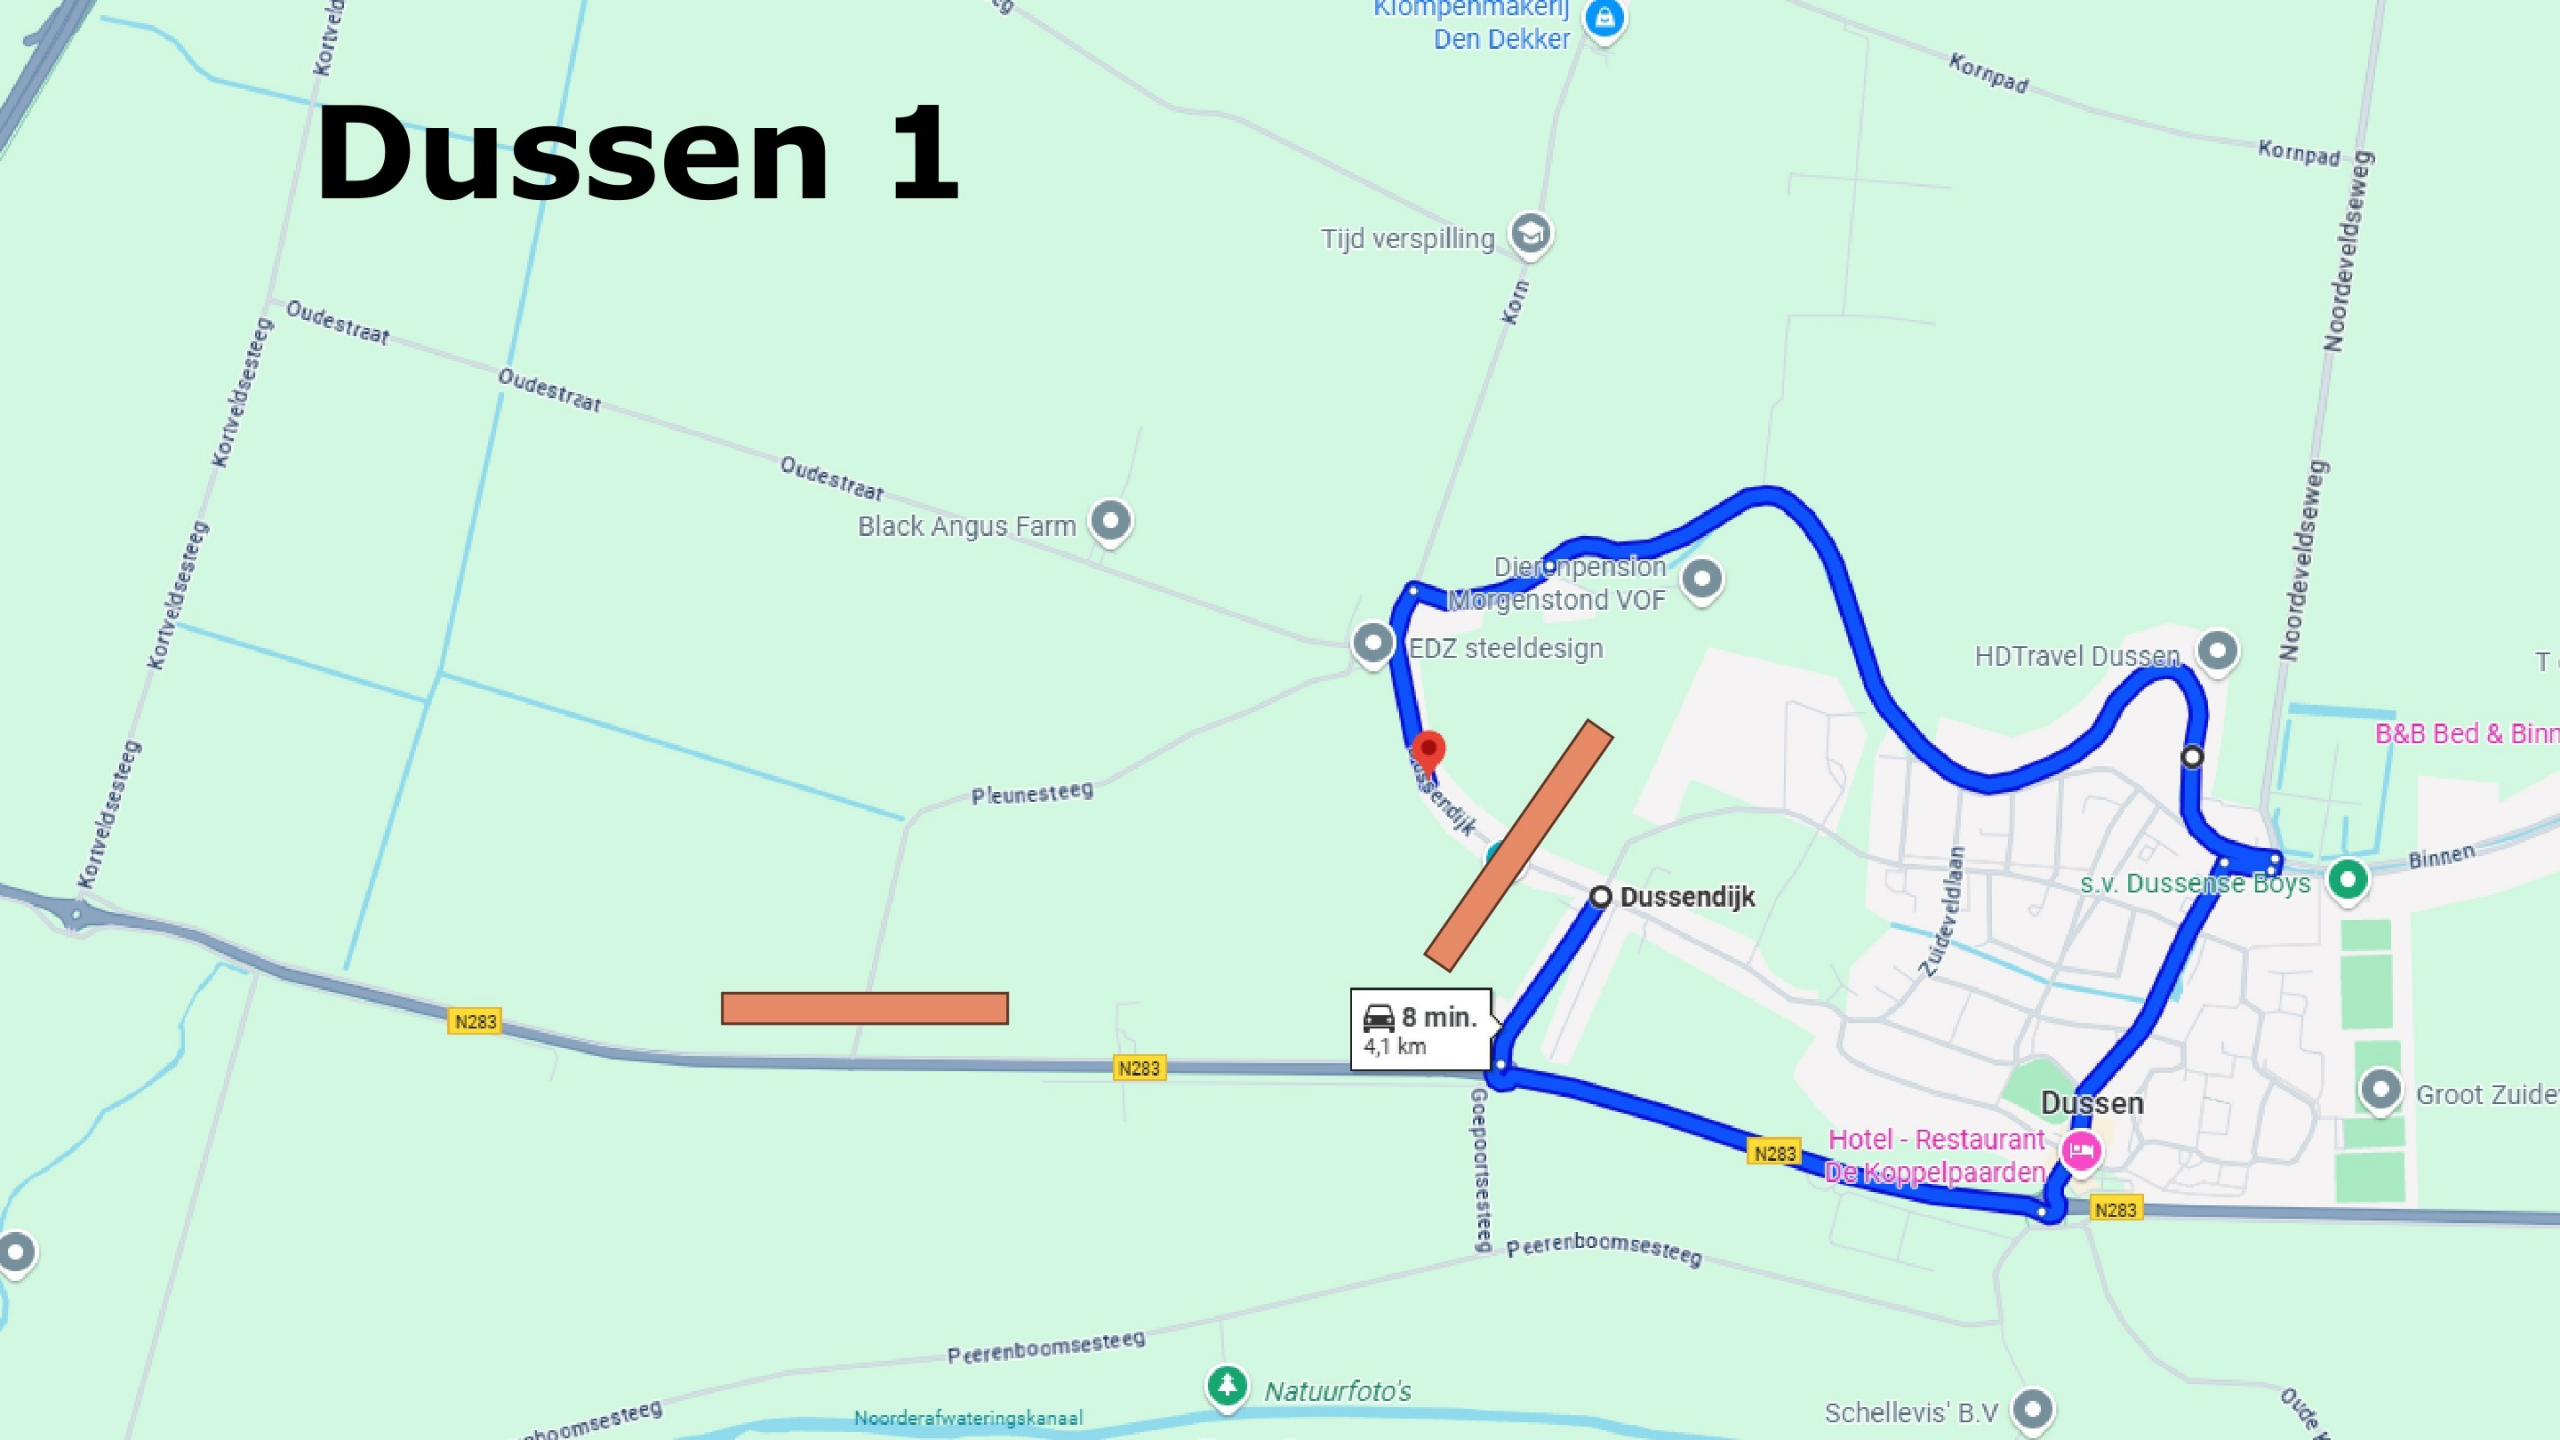 Klompenmakerij
Den Dekker
Kornpad
Kornpad
Dussen 1
Noordeveldseweg
Tijd verspilling
Korn
Oudestraat
Kortveldsesteeg
Oudestraat
Oudestraat
Noordeveldseweg
Black Angus Farm
Kortveldsesteeg
Dierenpension
Morgenstond VOF
EDZ steeldesign
HDTravel Dussen
B&B Bed & Binn
Kortveldsesteeg
Pleunesteeg
Dussendijk
Zuideveldlaan
Binnen
s.v. Dussense Boys
Dussendijk
8 min.
4,1 km
N283
N283
Goepoortsesteeg
Dussen
Groot Zuide
N283
Hotel - Restaurant
De Koppelpaarden
N283
Peerenboomsesteeg
Peerenboomsesteeg
Natuurfoto's
Noorderafwateringskanaal
Schellevis' B.V
Oude